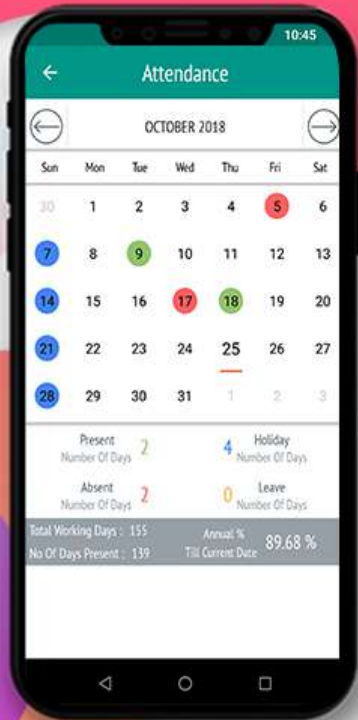 10:45
Attendance
OCTOBER 2018
Sun Mon Tue Wed Thu Fri Sat
30 1 2 3 4 5 6
7 8 9 10 11 12 13
14 15 16 17 18 19 20
21 22 23 24 25 26 27
28 29 30 31 1 2 3
Present
Number Of Days 2
4 Holiday
Number Of Days
Absent
Number Of Days 2
0 Leave
Number Of Days
Total Working Days : 155
No Of Days Present : 139
Annual %
Till Current Date
89.68 %